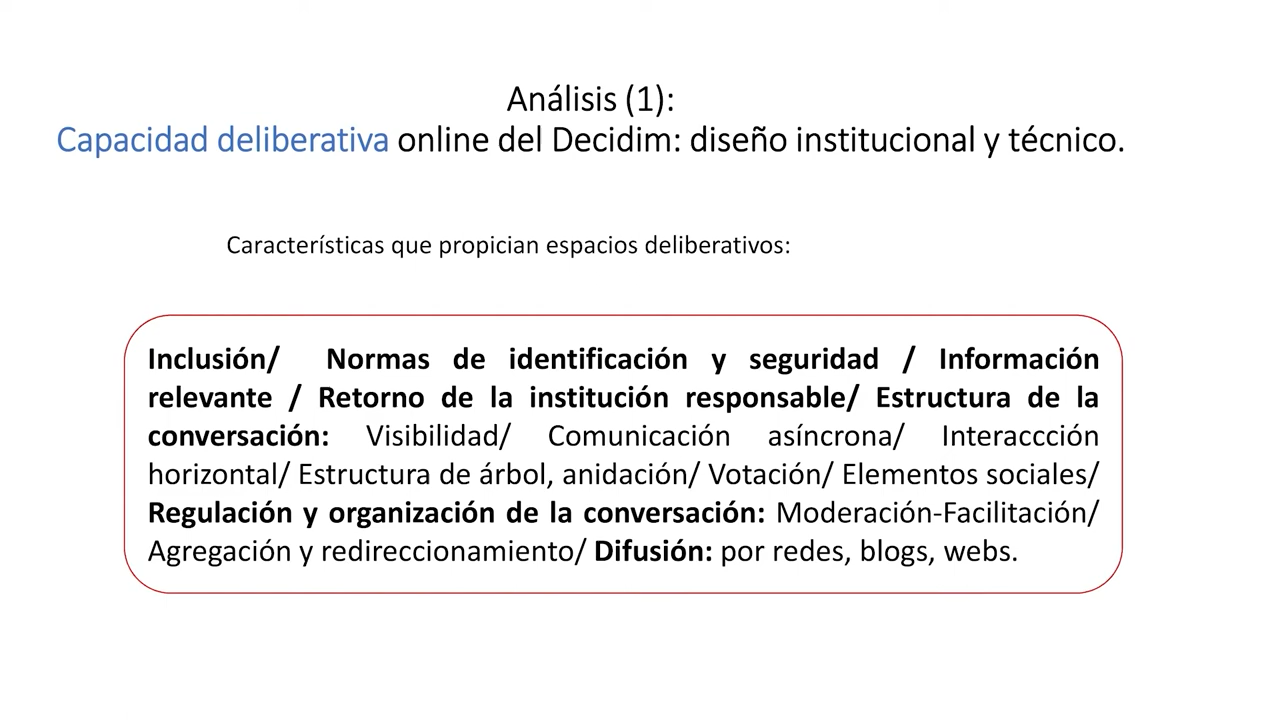 Análisis (1):
Capacidad deliberativa online del Decidim: diseño institucional y técnico.
Características que propician espacios deliberativos:
Inclusión/ Normas de identificación y seguridad / Información
relevante / Retorno de la institución responsable/ Estructura de la
conversación: Visibilidad/ Comunicación asíncrona/ Interaccción
horizontal/ Estructura de árbol, anidación/ Votación/ Elementos sociales/
Regulación y organización de la conversación: Moderación-Facilitación/
Agregación y redireccionamiento/ Difusión: por redes, blogs, webs.